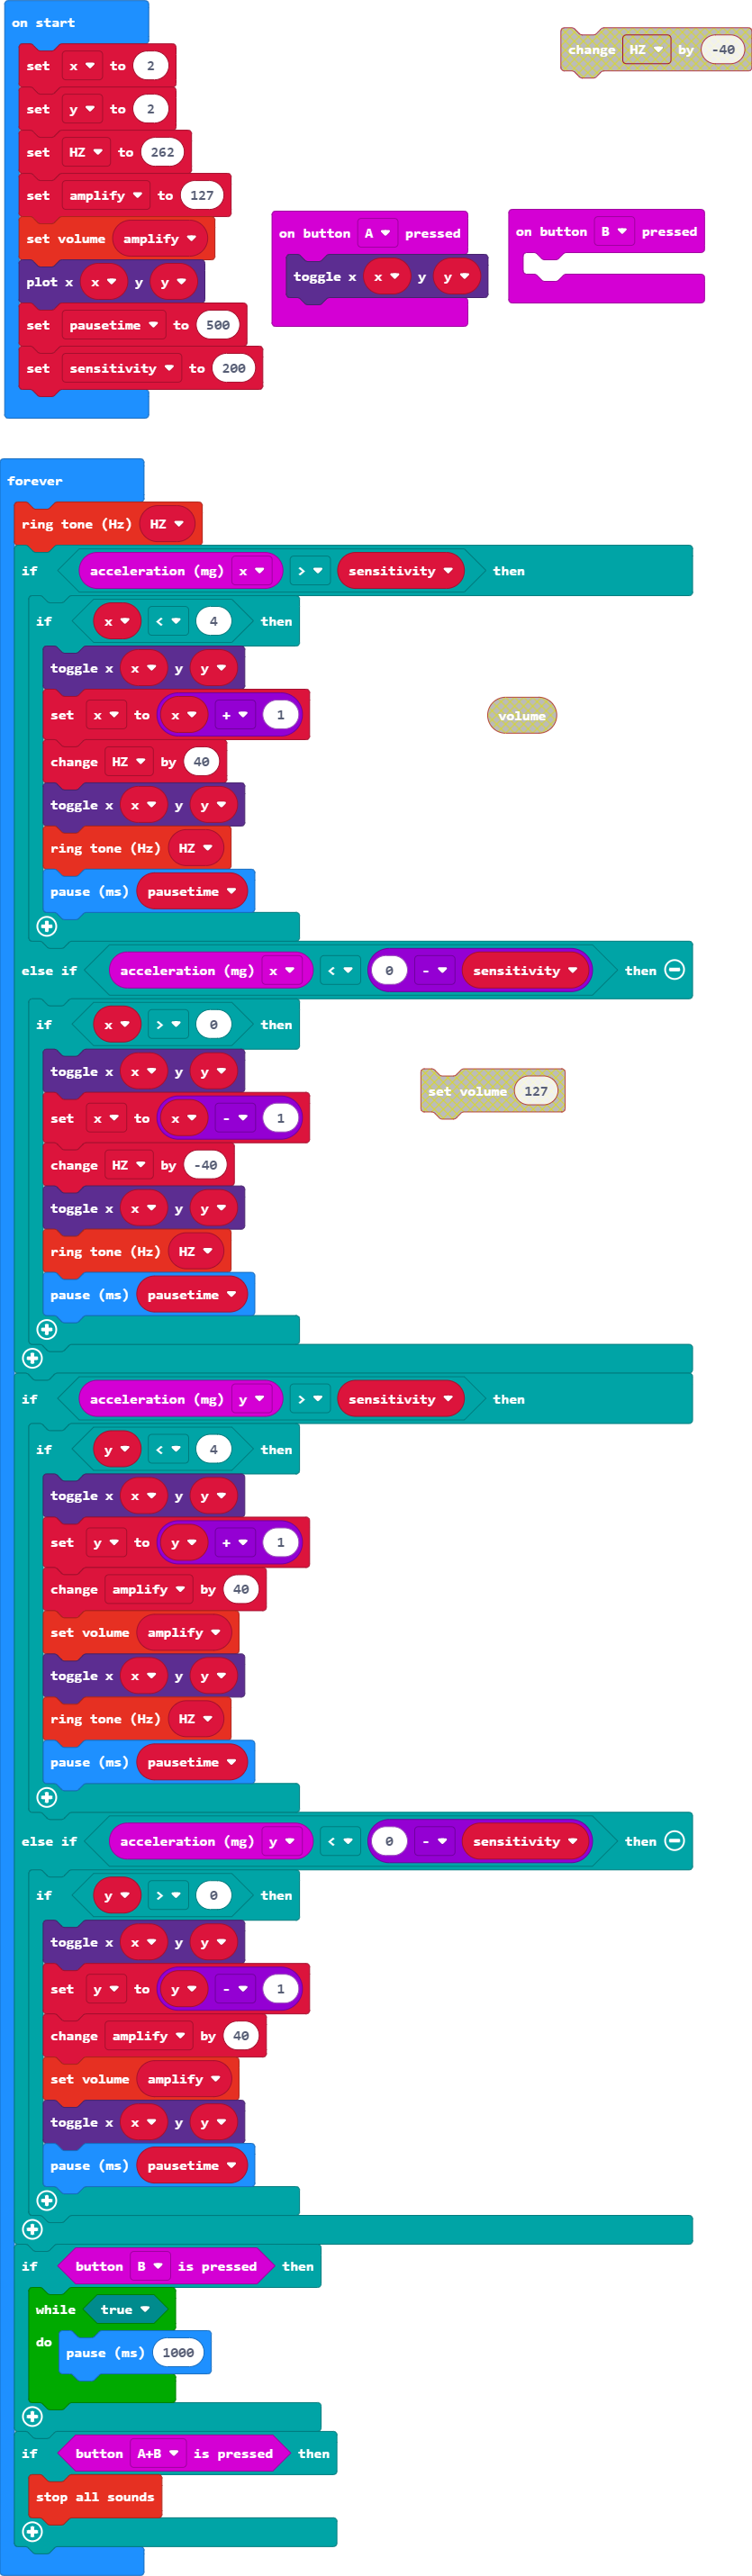 on start
set x to 2
set y to 2
set HZ to 262
set amplify to 127
set volume amplify
plot x x y y
set pausetime to 500
set sensitivity to 200
change HZ by -40
on button A pressed
toggle x x y y
on button B pressed
forever
ring tone (Hz) HZ
if acceleration (mg) x > sensitivity then
if x < 4 then
toggle x x y y
set x to x + 1
change HZ by 40
toggle x x y y
ring tone (Hz) HZ
pause (ms) pausetime
else if acceleration (mg) x < 0 - sensitivity then
if x > 0 then
toggle x x y y
set x to x - 1
change HZ by -40
toggle x x y y
ring tone (Hz) HZ
pause (ms) pausetime
if acceleration (mg) y > sensitivity then
if y < 4 then
toggle x x y y
set y to y + 1
change amplify by 40
set volume amplify
toggle x x y y
ring tone (Hz) HZ
pause (ms) pausetime
else if acceleration (mg) y < 0 - sensitivity then
if y > 0 then
toggle x x y y
set y to y - 1
change amplify by 40
set volume amplify
toggle x x y y
pause (ms) pausetime
if button B is pressed then
while true
do pause (ms) 1000
if button A+B is pressed then
stop all sounds
volume
set volume 127